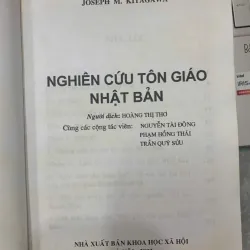 JOSEPH M. KITAGAWA
NGHIÊN CỨU TÔN GIÁO
NHẬT BẢN
Người dịch: HOÀNG THỊ THƠ
Cùng các cộng tác viên: NGUYỄN TÀI ĐÔNG
PHẠM HỒNG THÁI
TRẦN QUÝ SỬU
NHÀ XUẤT BẢN KHOA HỌC XÃ HỘI